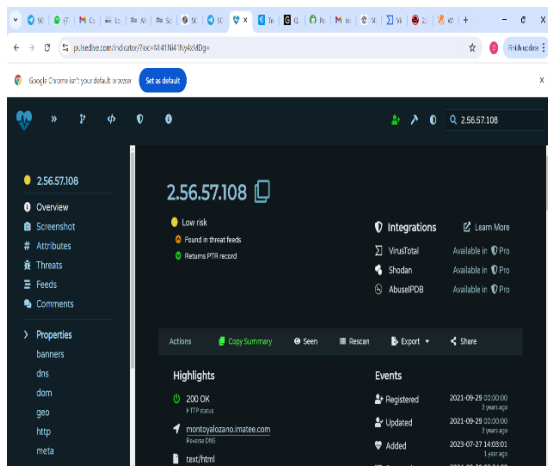 pulsedive.com/indicator/?ioc=Mi41Ni41Ny4xMDg=
Finish update
Google Chrome isn't your default browser
Set as default
2.56.57.108
2.56.57.108
Overview
Screenshot
Attributes
Threats
Feeds
Comments
Properties
banners
dns
dom
geo
http
meta
2.56.57.108
Low risk
Found in threat feeds
Returns PTR record
Integrations
Learn More
VirusTotal
Available in Pro
Shodan
Available in Pro
AbuseIPDB
Available in Pro
Actions
Copy Summary
Seen
Rescan
Export
Share
Highlights
200 OK
HTTP status
montoyalozano.imatee.com
Reverse DNS
text/html
Events
Registered
2021-09-29 00:00:00
3 years ago
Updated
2021-09-29 00:00:00
3 years ago
Added
2023-07-27 14:03:01
1 year ago